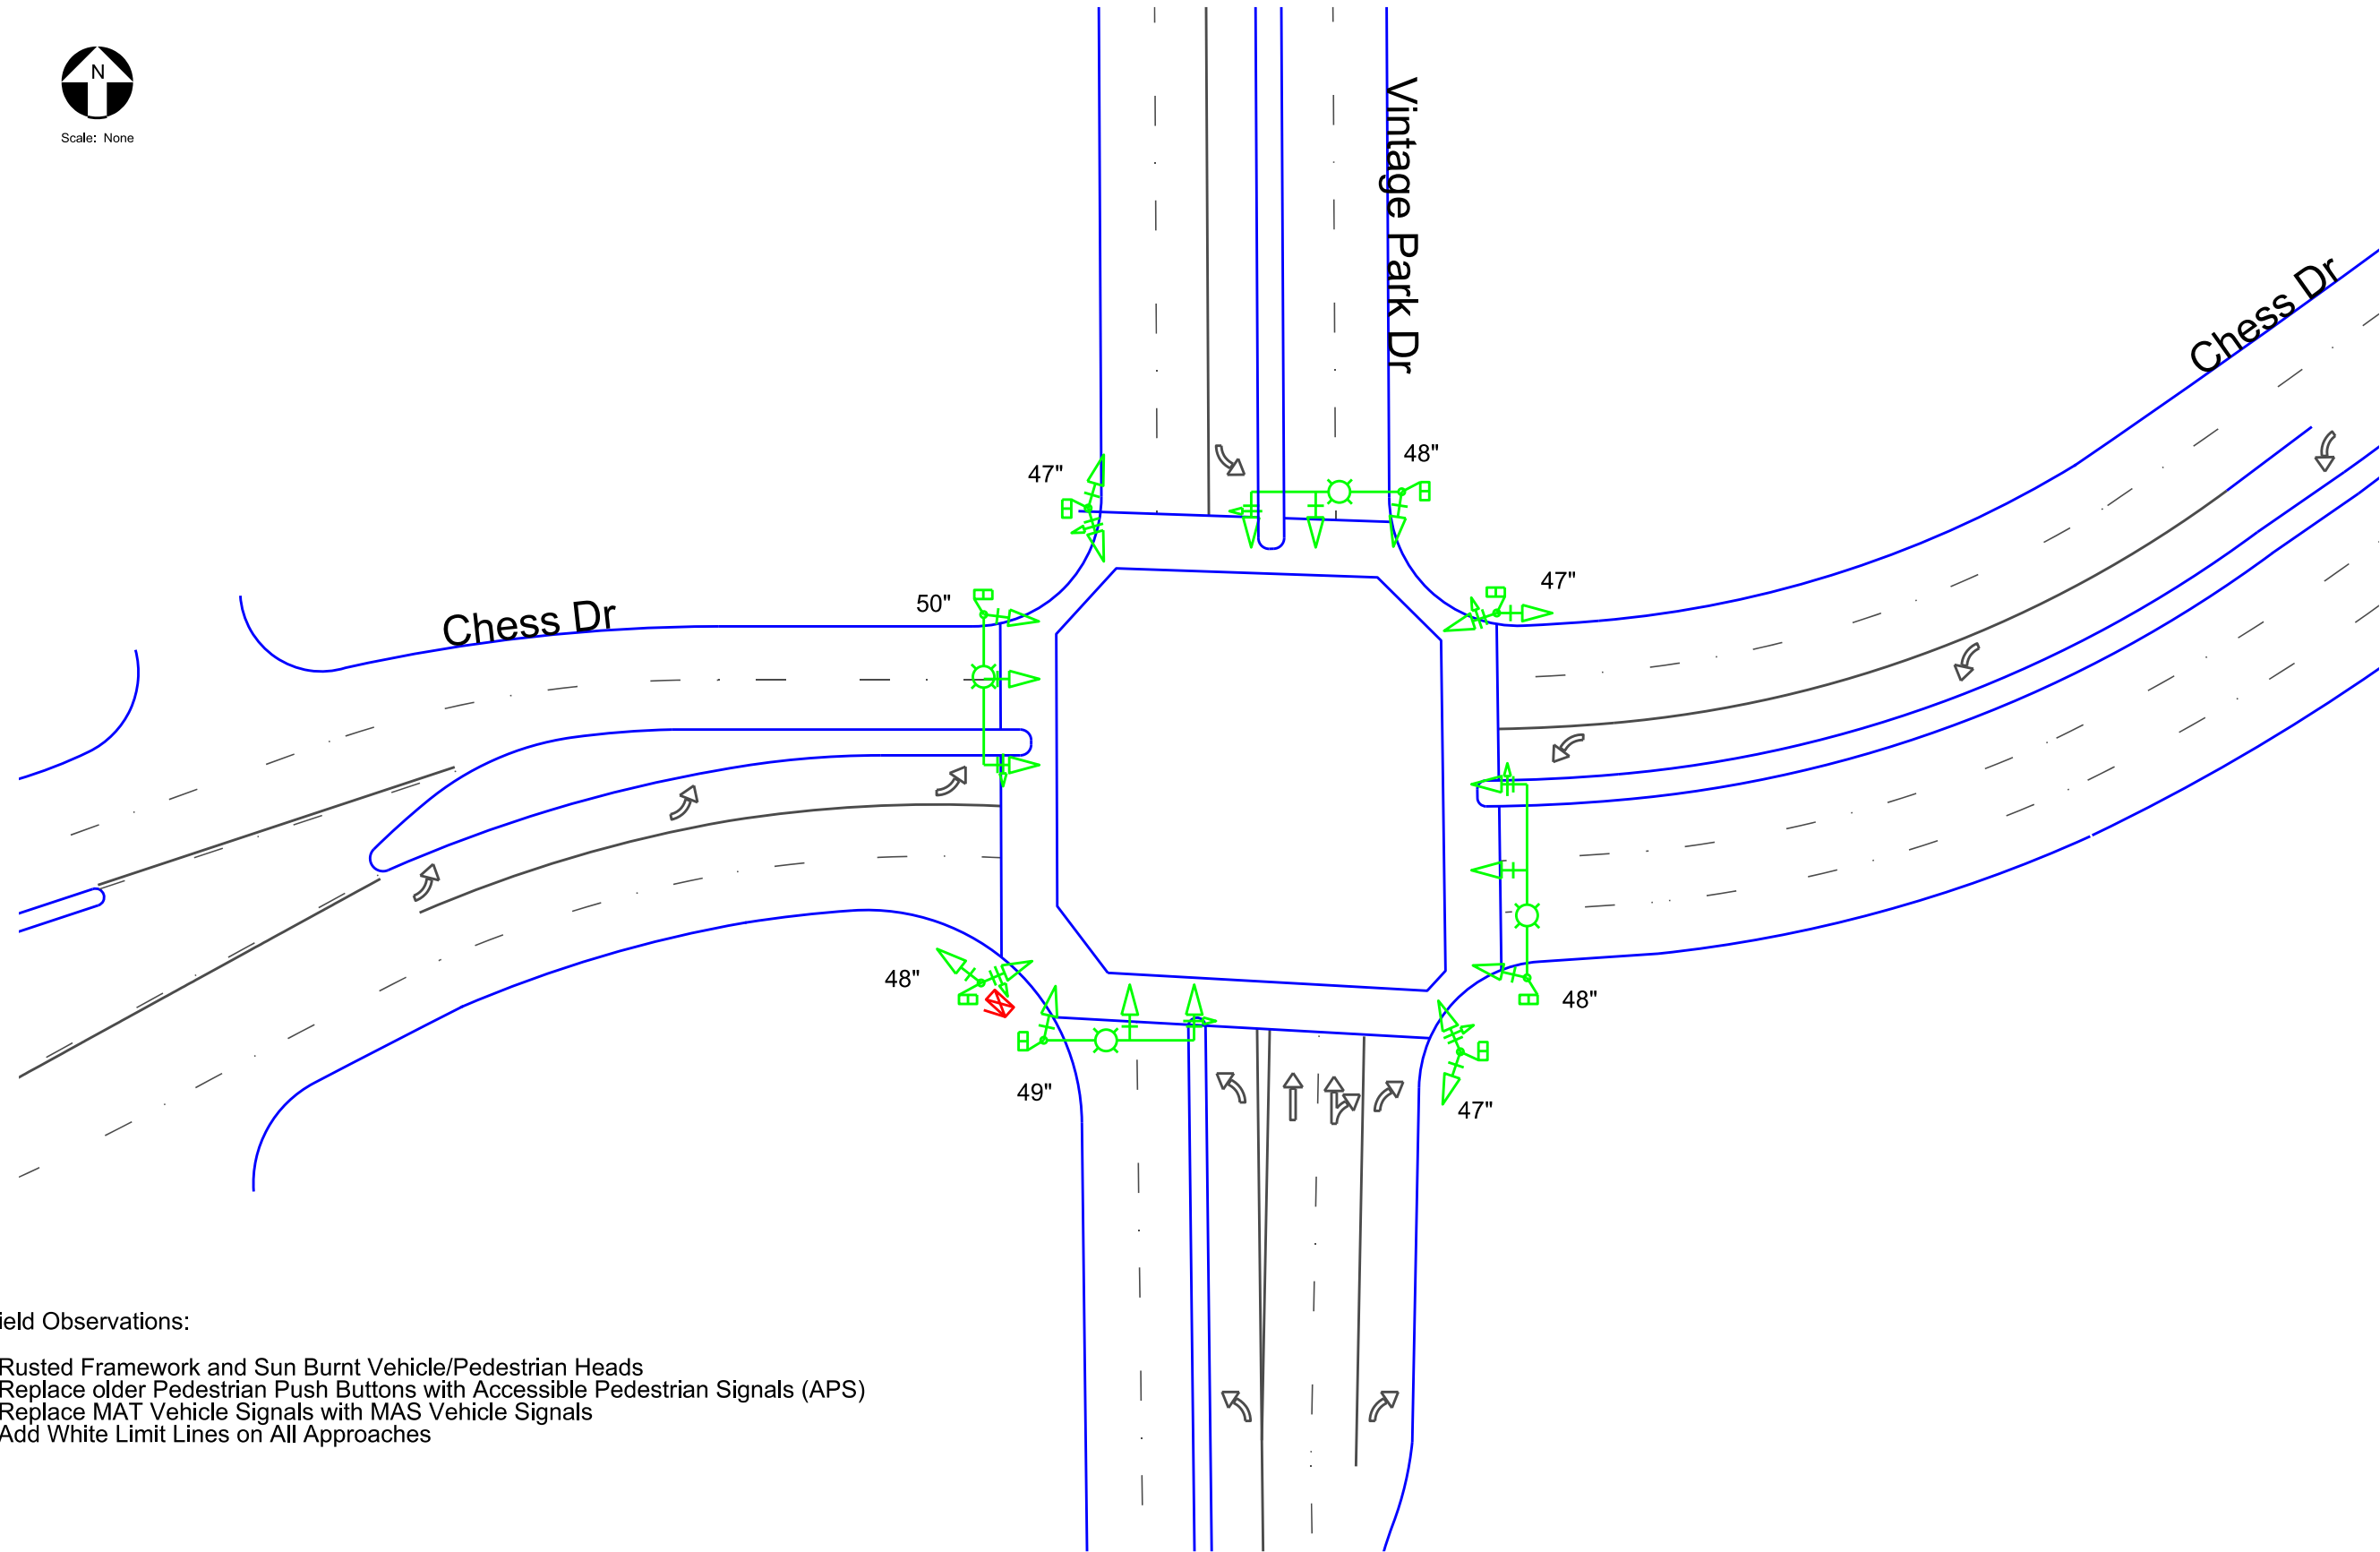 N
Scale: None
Vintage Park Dr
Chess Dr
47"
48"
Chess Dr
50"
47"
48"
48"
49"
47"
ield Observations:
Rusted Framework and Sun Burnt Vehicle/Pedestrian Heads
Replace older Pedestrian Push Buttons with Accessible Pedestrian Signals (APS)
Replace MAT Vehicle Signals with MAS Vehicle Signals
Add White Limit Lines on All Approaches